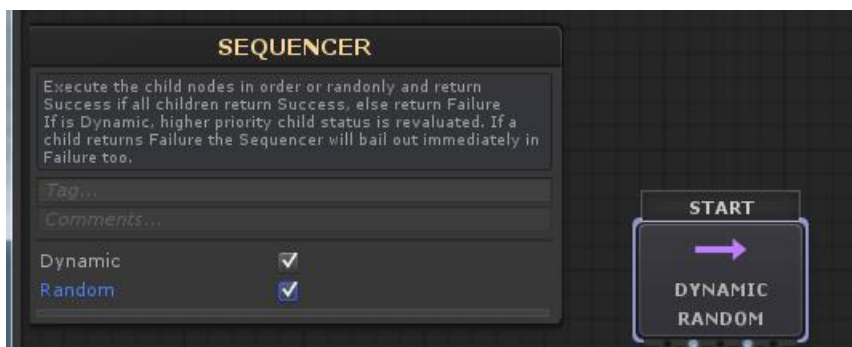 SEQUENCER
Execute the child nodes in order or randonly and return
Success if all children return Success, else return Failure
If is Dynamic, higher priority child status is revaluated. If a
child returns Failure the Sequencer will bail out immediately in
Failure too.
Tag...
Comments...
Dynamic
Random
START
DYNAMIC
RANDOM